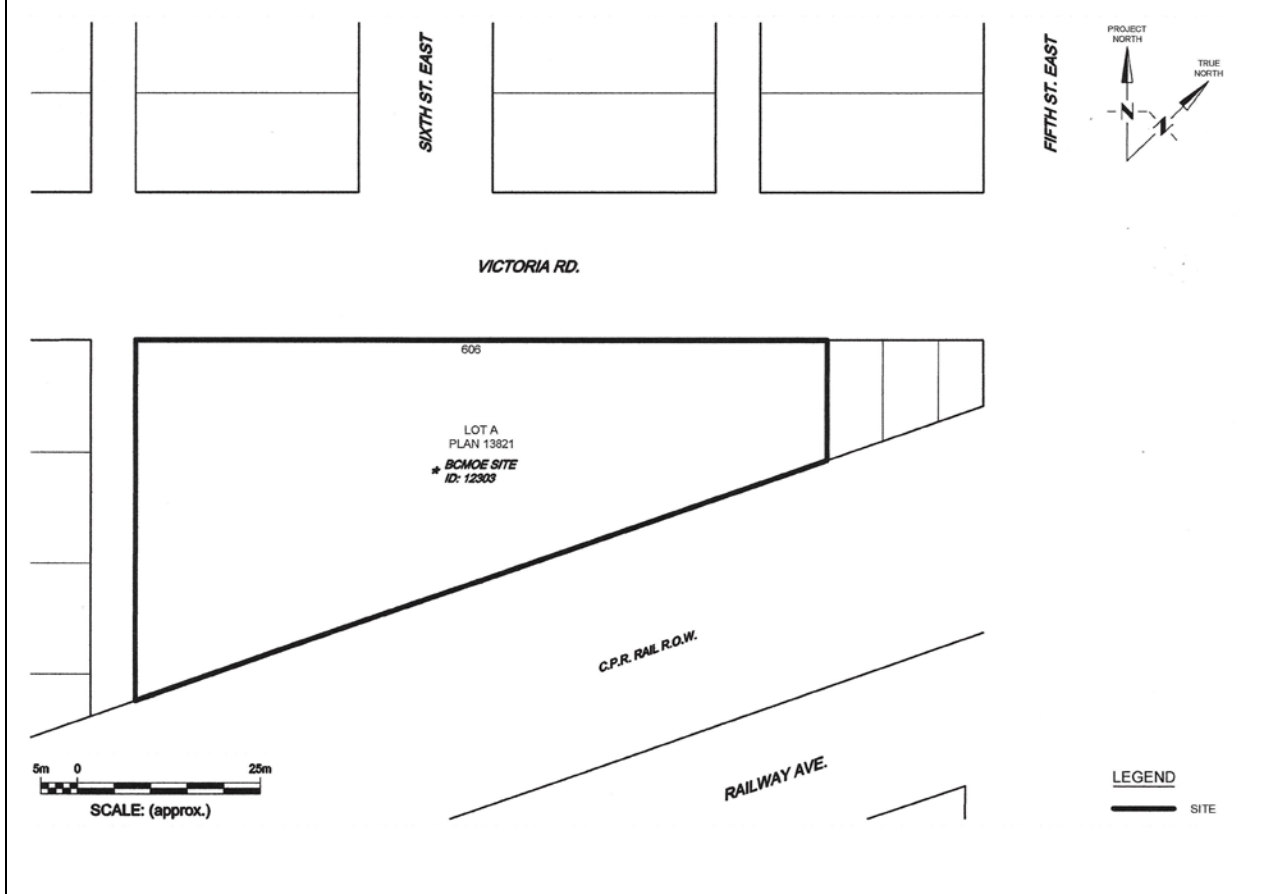 PROJECT
NORTH
TRUE
NORTH
N
N
SIXTH ST. EAST
FIFTH ST. EAST
VICTORIA RD.
606
LOT A
PLAN 13821
* BCMOE SITE
ID: 12303
C.P.R. RAIL R.O.W.
RAILWAY AVE.
5m 0 25m
SCALE: (approx.)
LEGEND
SITE